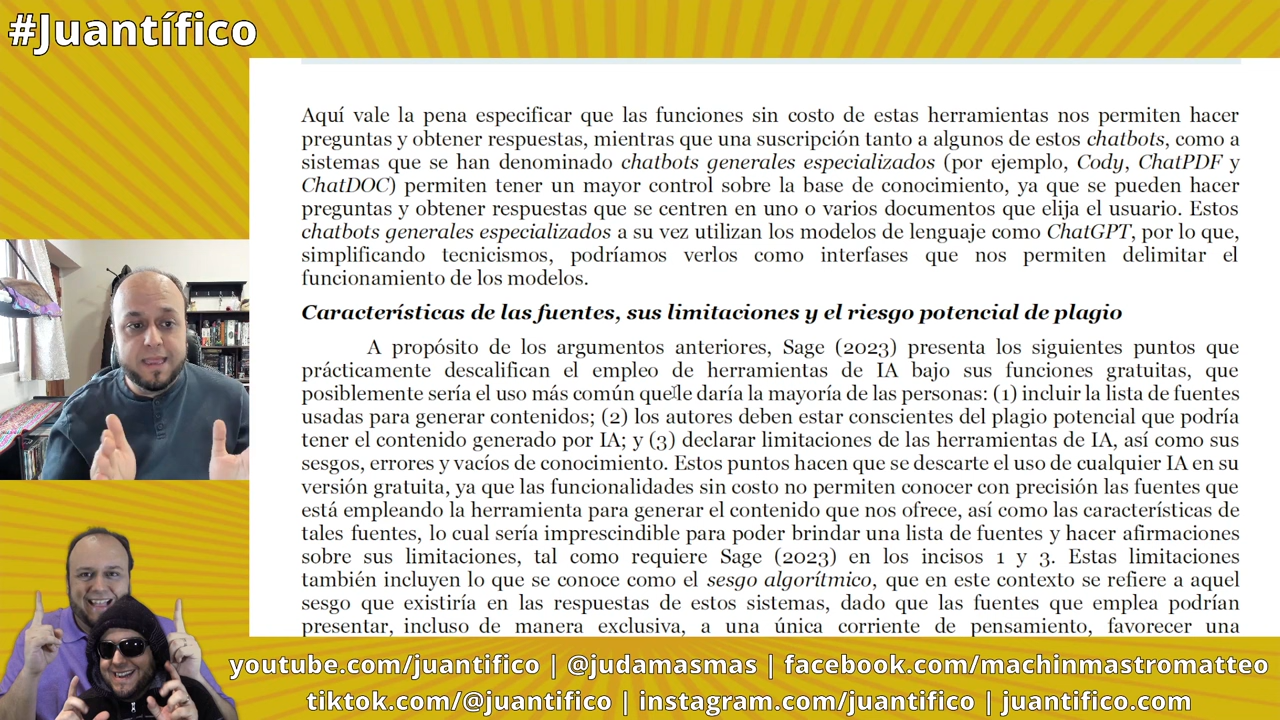 #Juantífico
Aquí vale la pena especificar que las funciones sin costo de estas herramientas nos permiten hacer
preguntas y obtener respuestas, mientras que una suscripción tanto a algunos de estos chatbots, como a
sistemas que se han denominado chatbots generales especializados (por ejemplo, Cody, ChatPDF y
ChatDOC) permiten tener un mayor control sobre la base de conocimiento, ya que se pueden hacer
preguntas y obtener respuestas que se centren en uno o varios documentos que elija el usuario. Estos
chatbots generales especializados a su vez utilizan los modelos de lenguaje como ChatGPT, por lo que,
simplificando tecnicismos, podríamos verlos como interfases que nos permiten delimitar el
funcionamiento de los modelos.
Características de las fuentes, sus limitaciones y el riesgo potencial de plagio
A propósito de los argumentos anteriores, Sage (2023) presenta los siguientes puntos que
prácticamente descalifican el empleo de herramientas de IA bajo sus funciones gratuitas, que
posiblemente sería el uso más común que le daría la mayoría de las personas: (1) incluir la lista de fuentes
usadas para generar contenidos; (2) los autores deben estar conscientes del plagio potencial que podría
tener el contenido generado por IA; y (3) declarar limitaciones de las herramientas de IA, así como sus
sesgos, errores y vacíos de conocimiento. Estos puntos hacen que se descarte el uso de cualquier IA en su
versión gratuita, ya que las funcionalidades sin costo no permiten conocer con precisión las fuentes que
está empleando la herramienta para generar el contenido que nos ofrece, así como las características de
tales fuentes, lo cual sería imprescindible para poder brindar una lista de fuentes y hacer afirmaciones
sobre sus limitaciones, tal como requiere Sage (2023) en los incisos 1 y 3. Estas limitaciones
también incluyen lo que se conoce como el sesgo algorítmico, que en este contexto se refiere a aquel
sesgo que existiría en las respuestas de estos sistemas, dado que las fuentes que emplea podrían
presentar, incluso de manera exclusiva, a una única corriente de pensamiento, favorecer una
youtube.com/juantifico | @judamasmas | facebook.com/machinmastromatteo
tiktok.com/@juantifico | instagram.com/juantifico | juantifico.com